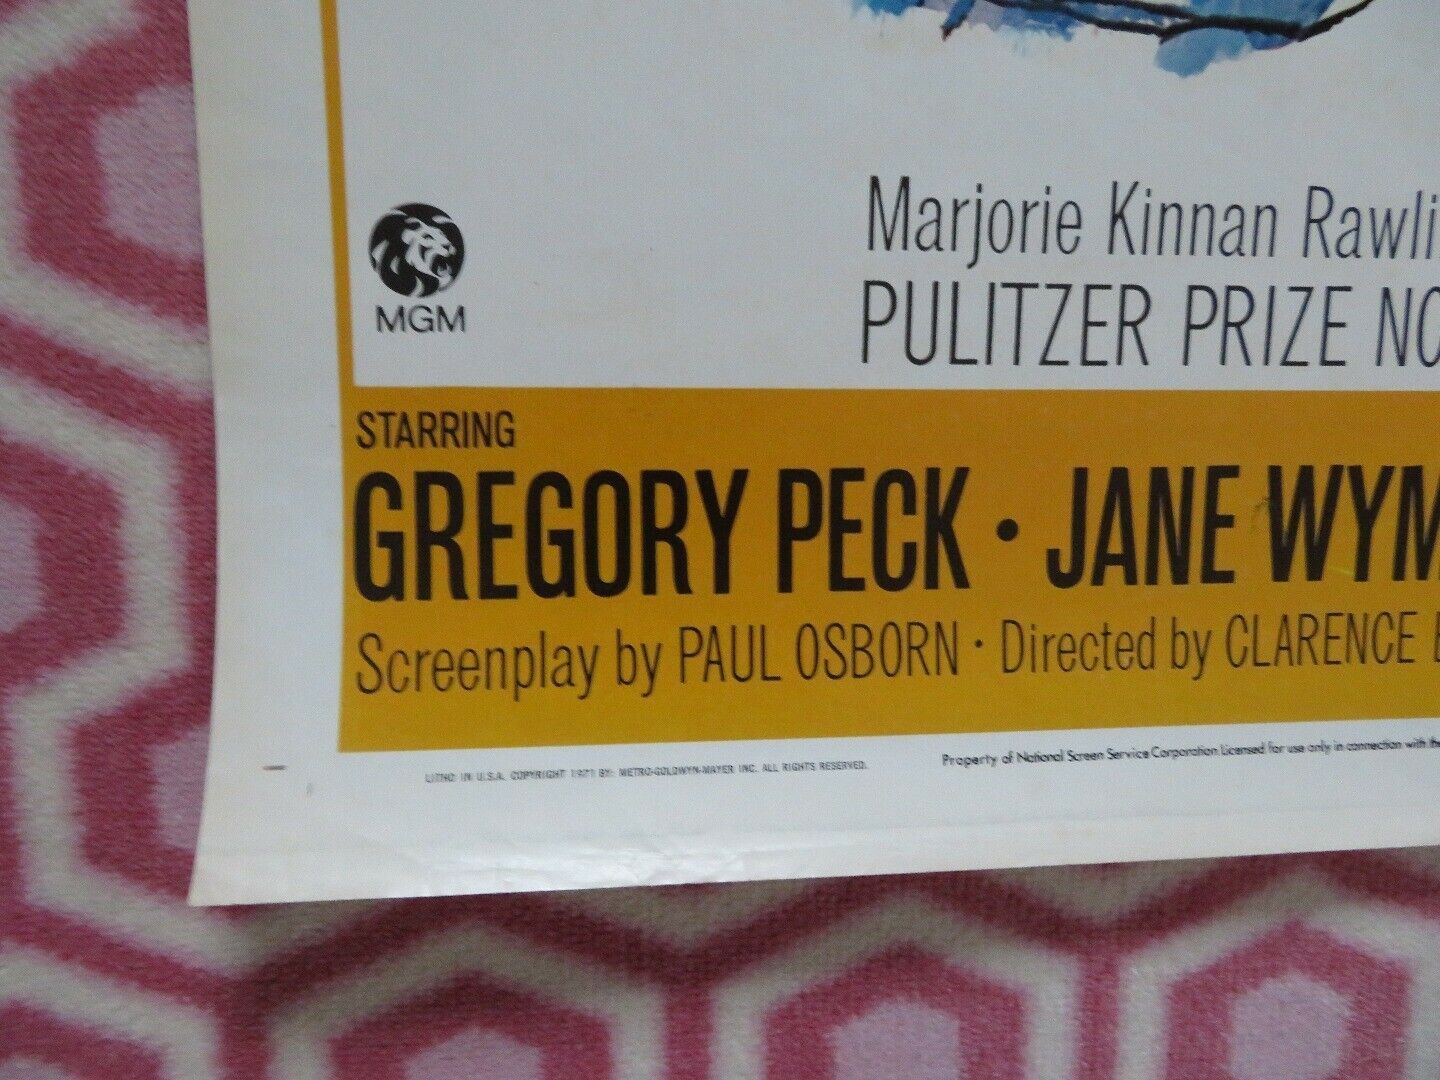 Marjorie Kinnan Rawli
PULITZER PRIZE NO
MGM
STARRING
GREGORY PECK · JANE WYM
Screenplay by PAUL OSBORN · Directed by CLARENCE
LITHO IN U.S.A. COPYRIGHT 1971 BY: METRO-GOLDWYN-MAYER INC. ALL RIGHTS RESERVED.
Property of National Screen Service Corporation Licensed for use only in connection with the